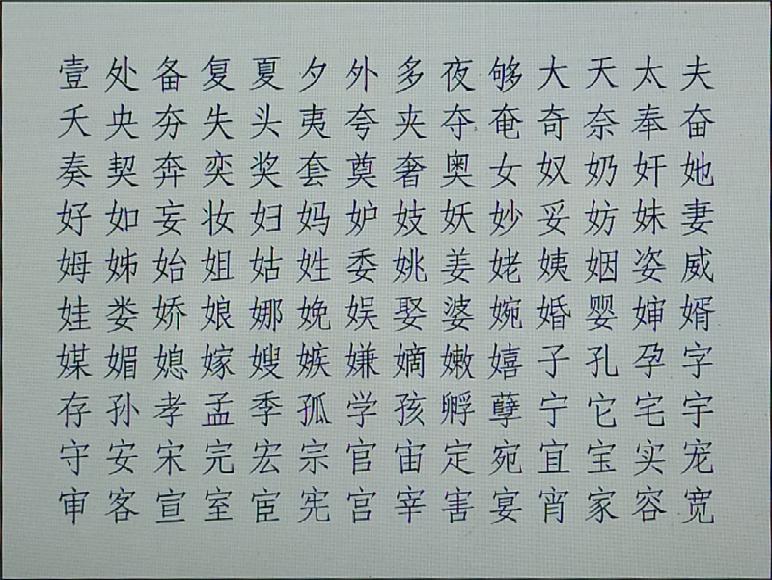 壹处备复夏夕外多夜够大天太夫
夭央夯失头夷夸夹夺奄奇奈奉奋
奏契奔奕奖套奠奢奥女奴奶奸她
好如妄妆妇妈妒妓妖妙妥妨妹妻
姆姊始姐姑姓委姚姜姥姨姻姿威
娃娄娇娘娜娩娱娶婆婉婚婴婶婿
媒媚媳嫁嫂嫉嫌嫡嫩嬉子孔孕字
存孙孝孟季孤学孩孵孽宁它宅宇
守安宋完宏宗官宙定宛宜宝实宠
审客宣室宦宪宫宰害宴宵家容宽